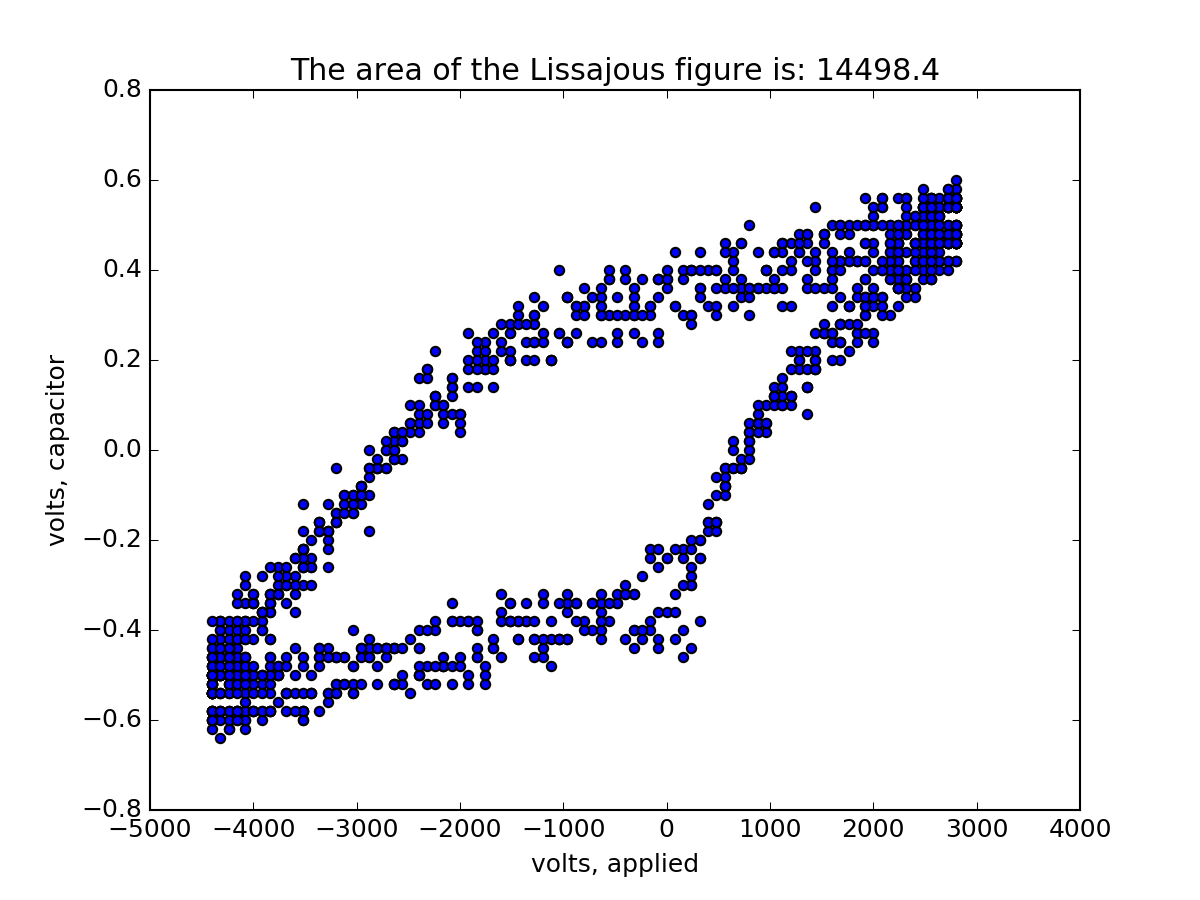 The area of the Lissajous figure is: 14498.4
0.8
0.6
0.4
0.2
0.0
−0.2
−0.4
−0.6
−0.8
volts, capacitor
−5000 −4000 −3000 −2000 −1000 0 1000 2000 3000 4000
volts, applied